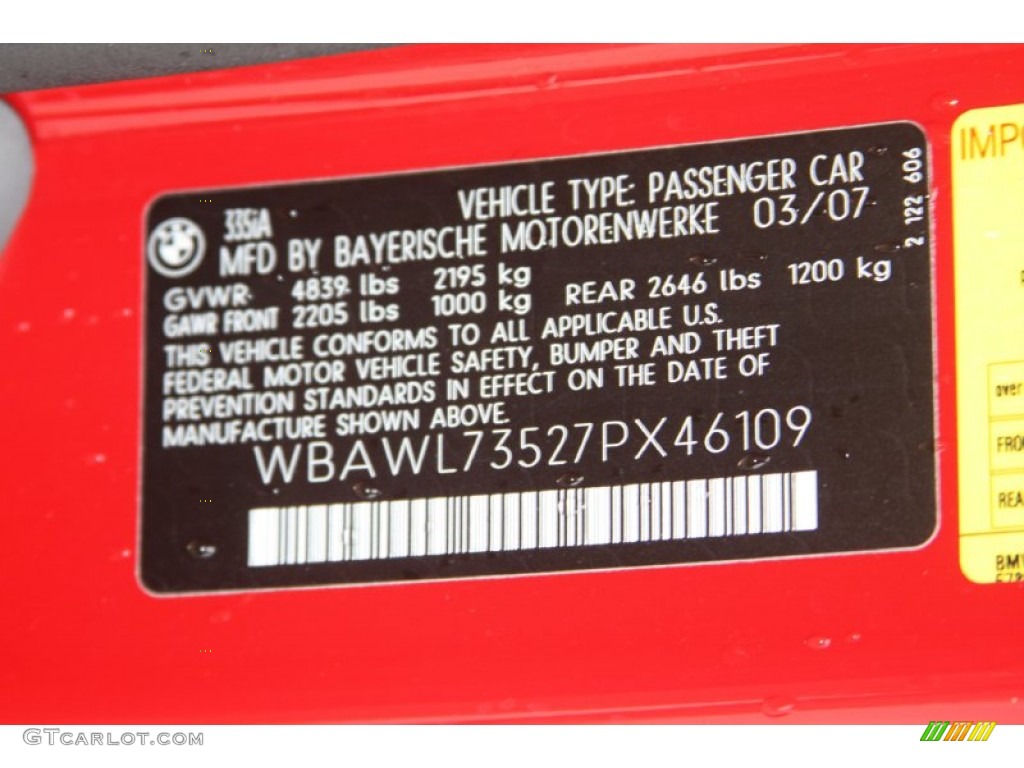 335iA VEHICLE TYPE: PASSENGER CAR
MFD BY BAYERISCHE MOTORENWERKE 03/07
GVWR 4839 lbs 2195 kg
GAWR FRONT 2205 lbs 1000 kg REAR 2646 lbs 1200 kg
THIS VEHICLE CONFORMS TO ALL APPLICABLE U.S.
FEDERAL MOTOR VEHICLE SAFETY, BUMPER AND THEFT
PREVENTION STANDARDS IN EFFECT ON THE DATE OF
MANUFACTURE SHOWN ABOVE.
WBAWL73527PX46109
2 122 606
IMPO
over
FRO
REA
BMW
GTCARLOT.COM